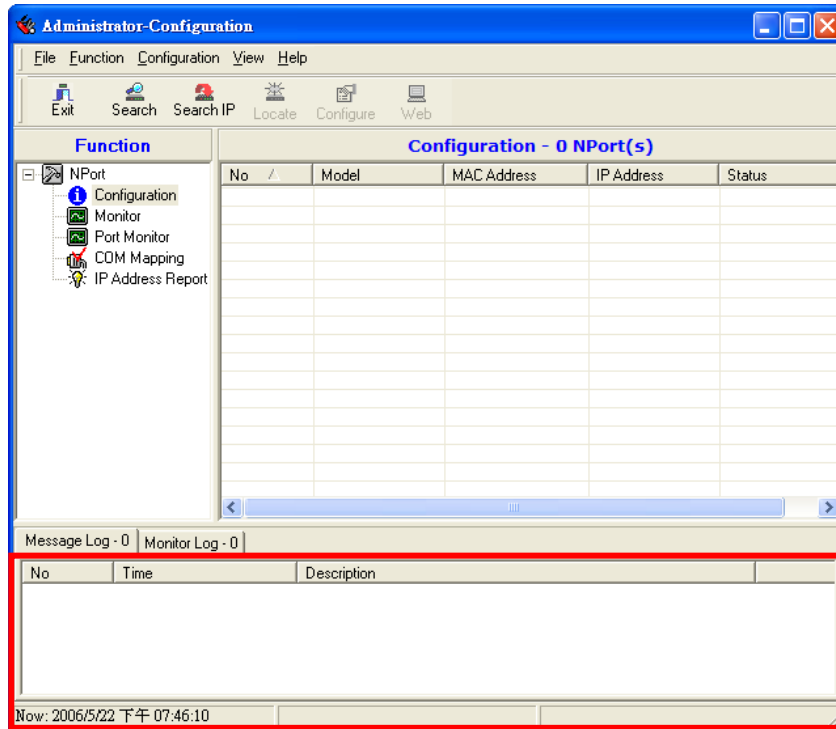 Administrator-Configuration
File Function Configuration View Help
Exit Search Search IP Locate Configure Web
Function
Configuration - 0 NPort(s)
NPort
Configuration
Monitor
Port Monitor
COM Mapping
IP Address Report
No Model MAC Address IP Address Status
Message Log - 0 Monitor Log - 0
No Time Description
Now: 2006/5/22 下午 07:46:10